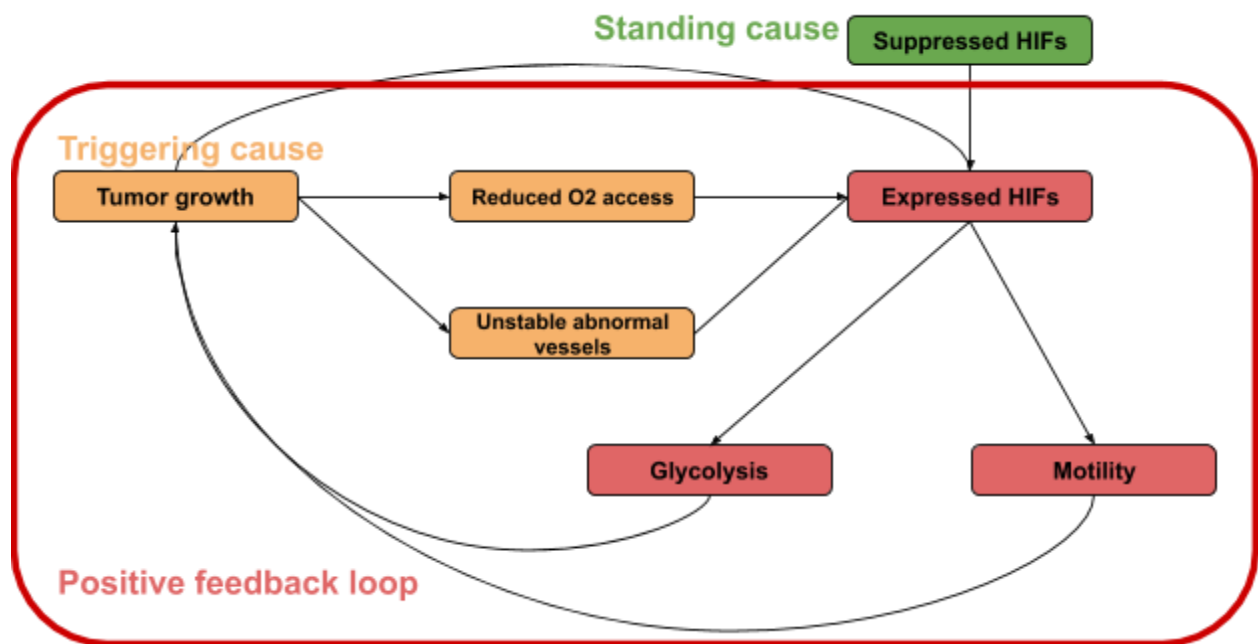 Standing cause
Suppressed HIFs
Triggering cause
Tumor growth
Reduced O2 access
Expressed HIFs
Unstable abnormal
vessels
Glycolysis
Motility
Positive feedback loop